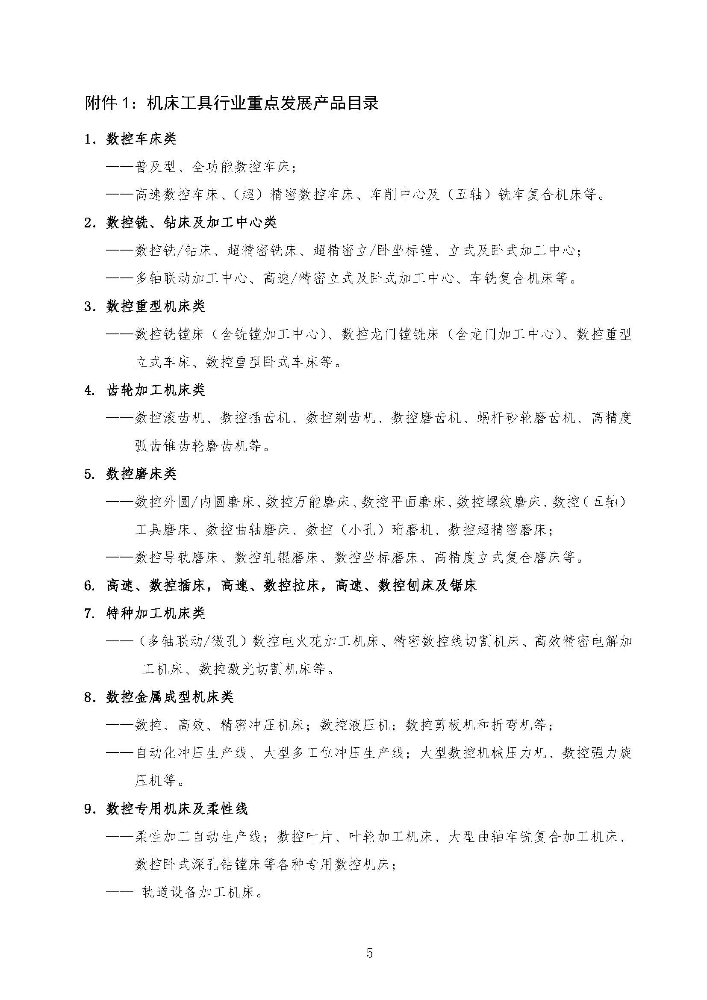 附件1：机床工具行业重点发展产品目录
1. 数控车床类
——普及型、全功能数控车床；
——高速数控车床、（超）精密数控车床、车削中心及（五轴）铣车复合机床等。
2. 数控铣、钻床及加工中心类
——数控铣/钻床、超精密铣床、超精密立/卧坐标镗、立式及卧式加工中心；
——多轴联动加工中心、高速/精密立式及卧式加工中心、车铣复合机床等。
3. 数控重型机床类
——数控铣镗床（含铣镗加工中心）、数控龙门镗铣床（含龙门加工中心）、数控重型
立式车床、数控重型卧式车床等。
4. 齿轮加工机床类
——数控滚齿机、数控插齿机、数控剃齿机、数控磨齿机、蜗杆砂轮磨齿机、高精度
弧齿锥齿轮磨齿机等。
5. 数控磨床类
——数控外圆/内圆磨床、数控万能磨床、数控平面磨床、数控螺纹磨床、数控（五轴）
工具磨床、数控曲轴磨床、数控（小孔）珩磨机、数控超精密磨床；
——数控导轨磨床、数控轧辊磨床、数控坐标磨床、高精度立式复合磨床等。
6. 高速、数控插床，高速、数控拉床，高速、数控刨床及锯床
7. 特种加工机床类
——（多轴联动/微孔）数控电火花加工机床、精密数控线切割机床、高效精密电解加
工机床、数控激光切割机床等。
8. 数控金属成型机床类
——数控、高效、精密冲压机床；数控液压机；数控剪板机和折弯机等；
——自动化冲压生产线、大型多工位冲压生产线；大型数控机械压力机、数控强力旋
压机等。
9. 数控专用机床及柔性线
——柔性加工自动生产线；数控叶片、叶轮加工机床、大型曲轴车铣复合加工机床、
数控卧式深孔钻镗床等各种专用数控机床；
——-轨道设备加工机床。
5